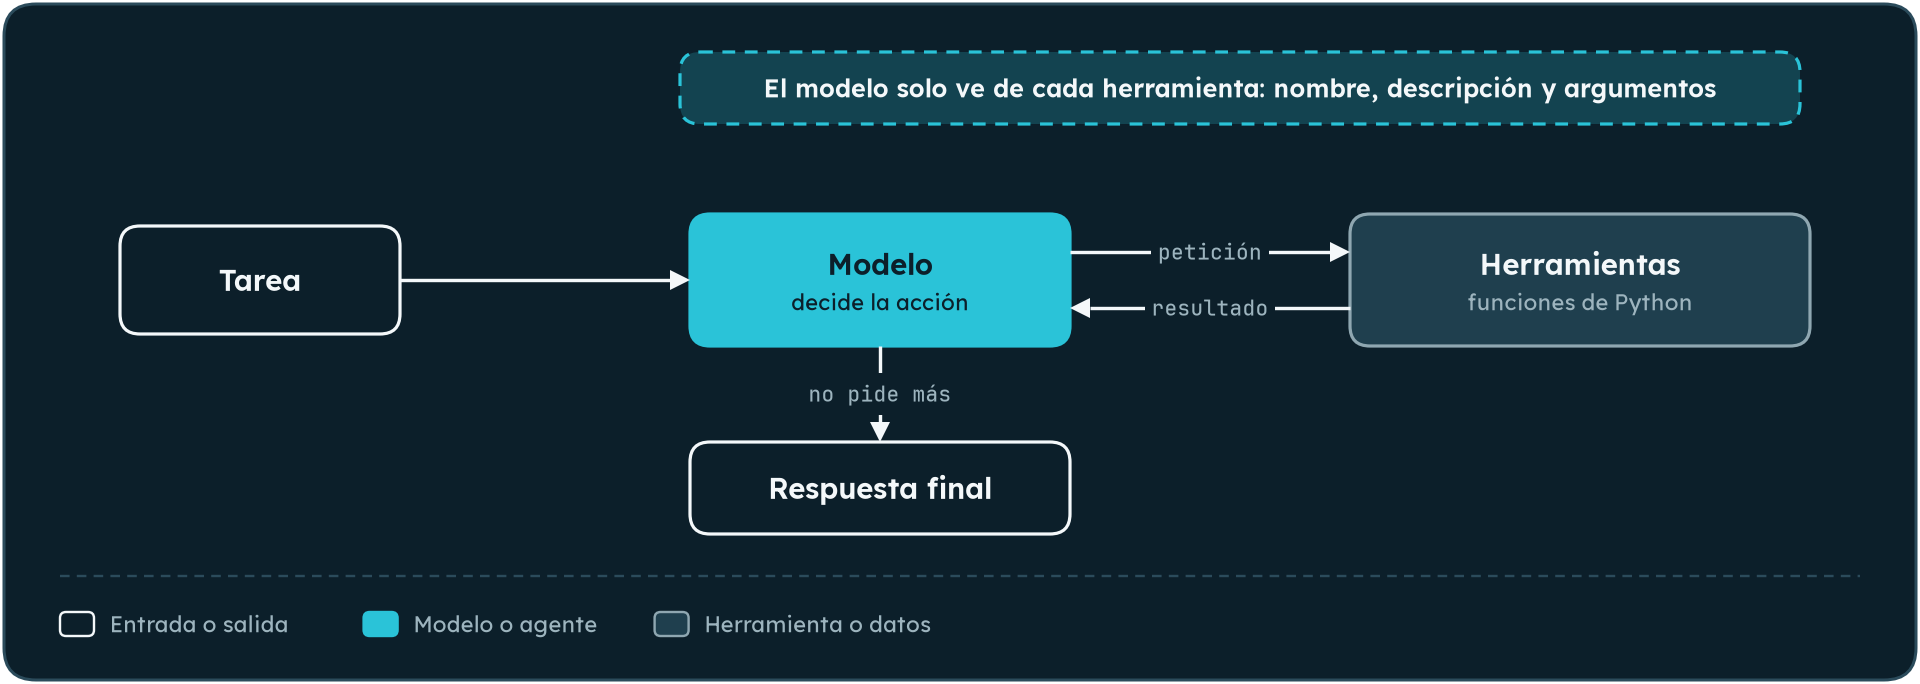 El modelo solo ve de cada herramienta: nombre, descripción y argumentos
Tarea
Modelo
decide la acción
petición
resultado
Herramientas
funciones de Python
no pide más
Respuesta final
Entrada o salida
Modelo o agente
Herramienta o datos